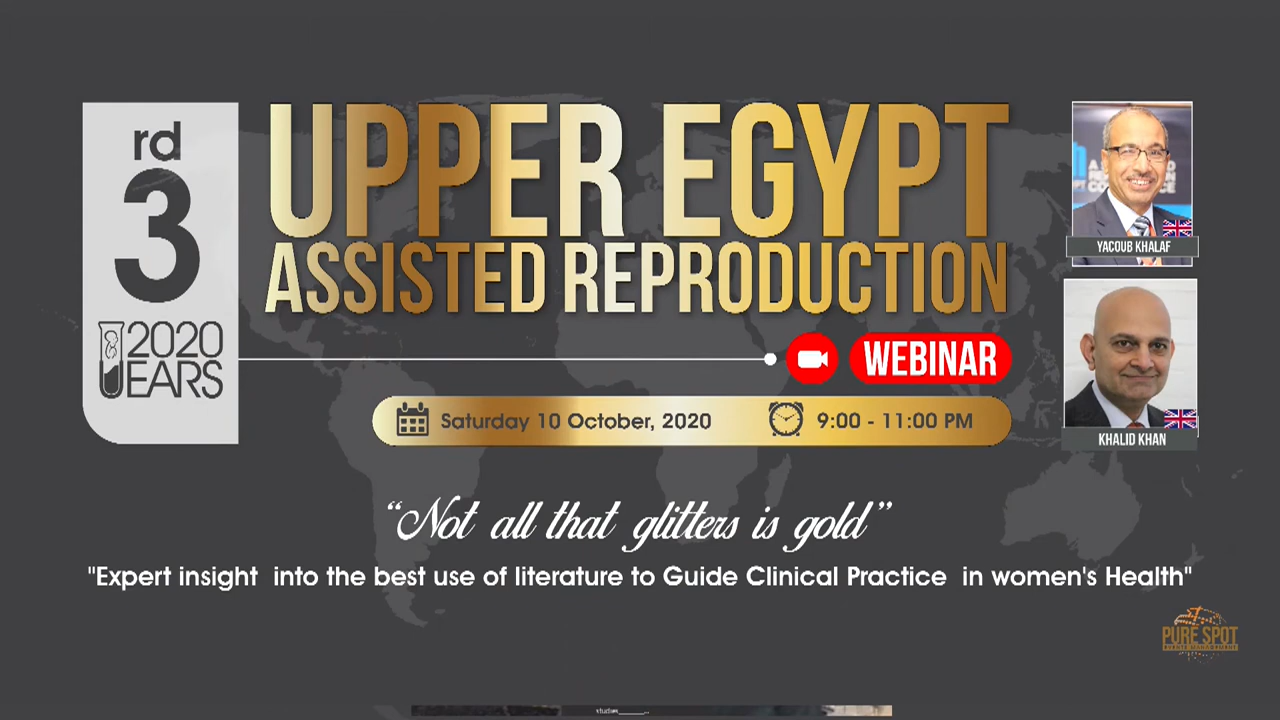 rd
3
2020
UEARS
UPPER EGYPT
ASSISTED REPRODUCTION
WEBINAR
Saturday 10 October, 2020
9:00 - 11:00 PM
YACOUB KHALAF
KHALID KHAN
“Not all that glitters is gold”
"Expert insight into the best use of literature to Guide Clinical Practice in women's Health"
PURE SPOT
studies